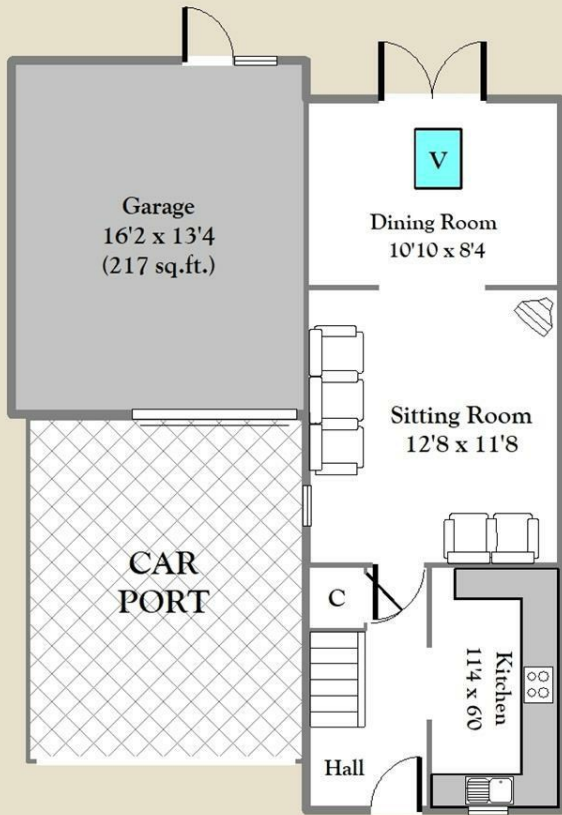 Garage
16'2 x 13'4
(217 sq.ft.)
V
Dining Room
10'10 x 8'4
Sitting Room
12'8 x 11'8
CAR
PORT
C
Kitchen
11'4 x 6'0
Hall